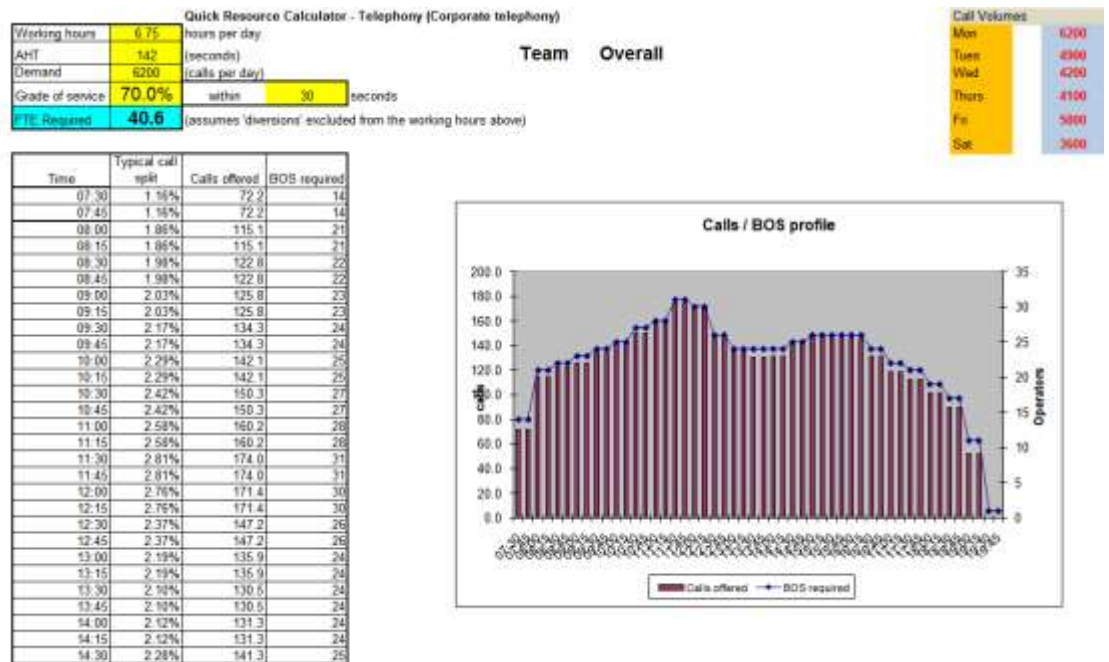 Quick Resource Calculator - Telephony (Corporate telephony)
Working hours 6.75 hours per day
AHT 142 (seconds)
Demand 6200 (calls per day)
Grade of service 70.0% within 30 seconds
FTE Required 40.6 (assumes 'diversions' excluded from the working hours above)
Team Overall
Call Volumes
Mon 6200
Tues 4900
Wed 4200
Thurs 4100
Fri 5000
Sat 3600
Time Typical call split Calls offered BOS required
07:30 1.16% 72.2 14
07:45 1.16% 72.2 14
08:00 1.86% 115.1 21
08:15 1.86% 115.1 21
08:30 1.98% 122.8 22
08:45 1.98% 122.8 22
09:00 2.03% 125.8 23
09:15 2.03% 125.8 23
09:30 2.17% 134.3 24
09:45 2.17% 134.3 24
10:00 2.29% 142.1 25
10:15 2.29% 142.1 25
10:30 2.42% 150.3 27
10:45 2.42% 150.3 27
11:00 2.58% 160.2 28
11:15 2.58% 160.2 28
11:30 2.81% 174.0 31
11:45 2.81% 174.0 31
12:00 2.76% 171.4 30
12:15 2.76% 171.4 30
12:30 2.37% 147.2 26
12:45 2.37% 147.2 26
13:00 2.19% 135.9 24
13:15 2.19% 135.9 24
13:30 2.10% 130.5 24
13:45 2.10% 130.5 24
14:00 2.12% 131.3 24
14:15 2.12% 131.3 24
14:30 2.28% 141.3 25
Calls / BOS profile
200.0 35
180.0 30
160.0 25
140.0 20
120.0 15
100.0 10
80.0 5
60.0 0
40.0
20.0
0.0
calls
Operators
Calls offered BOS required